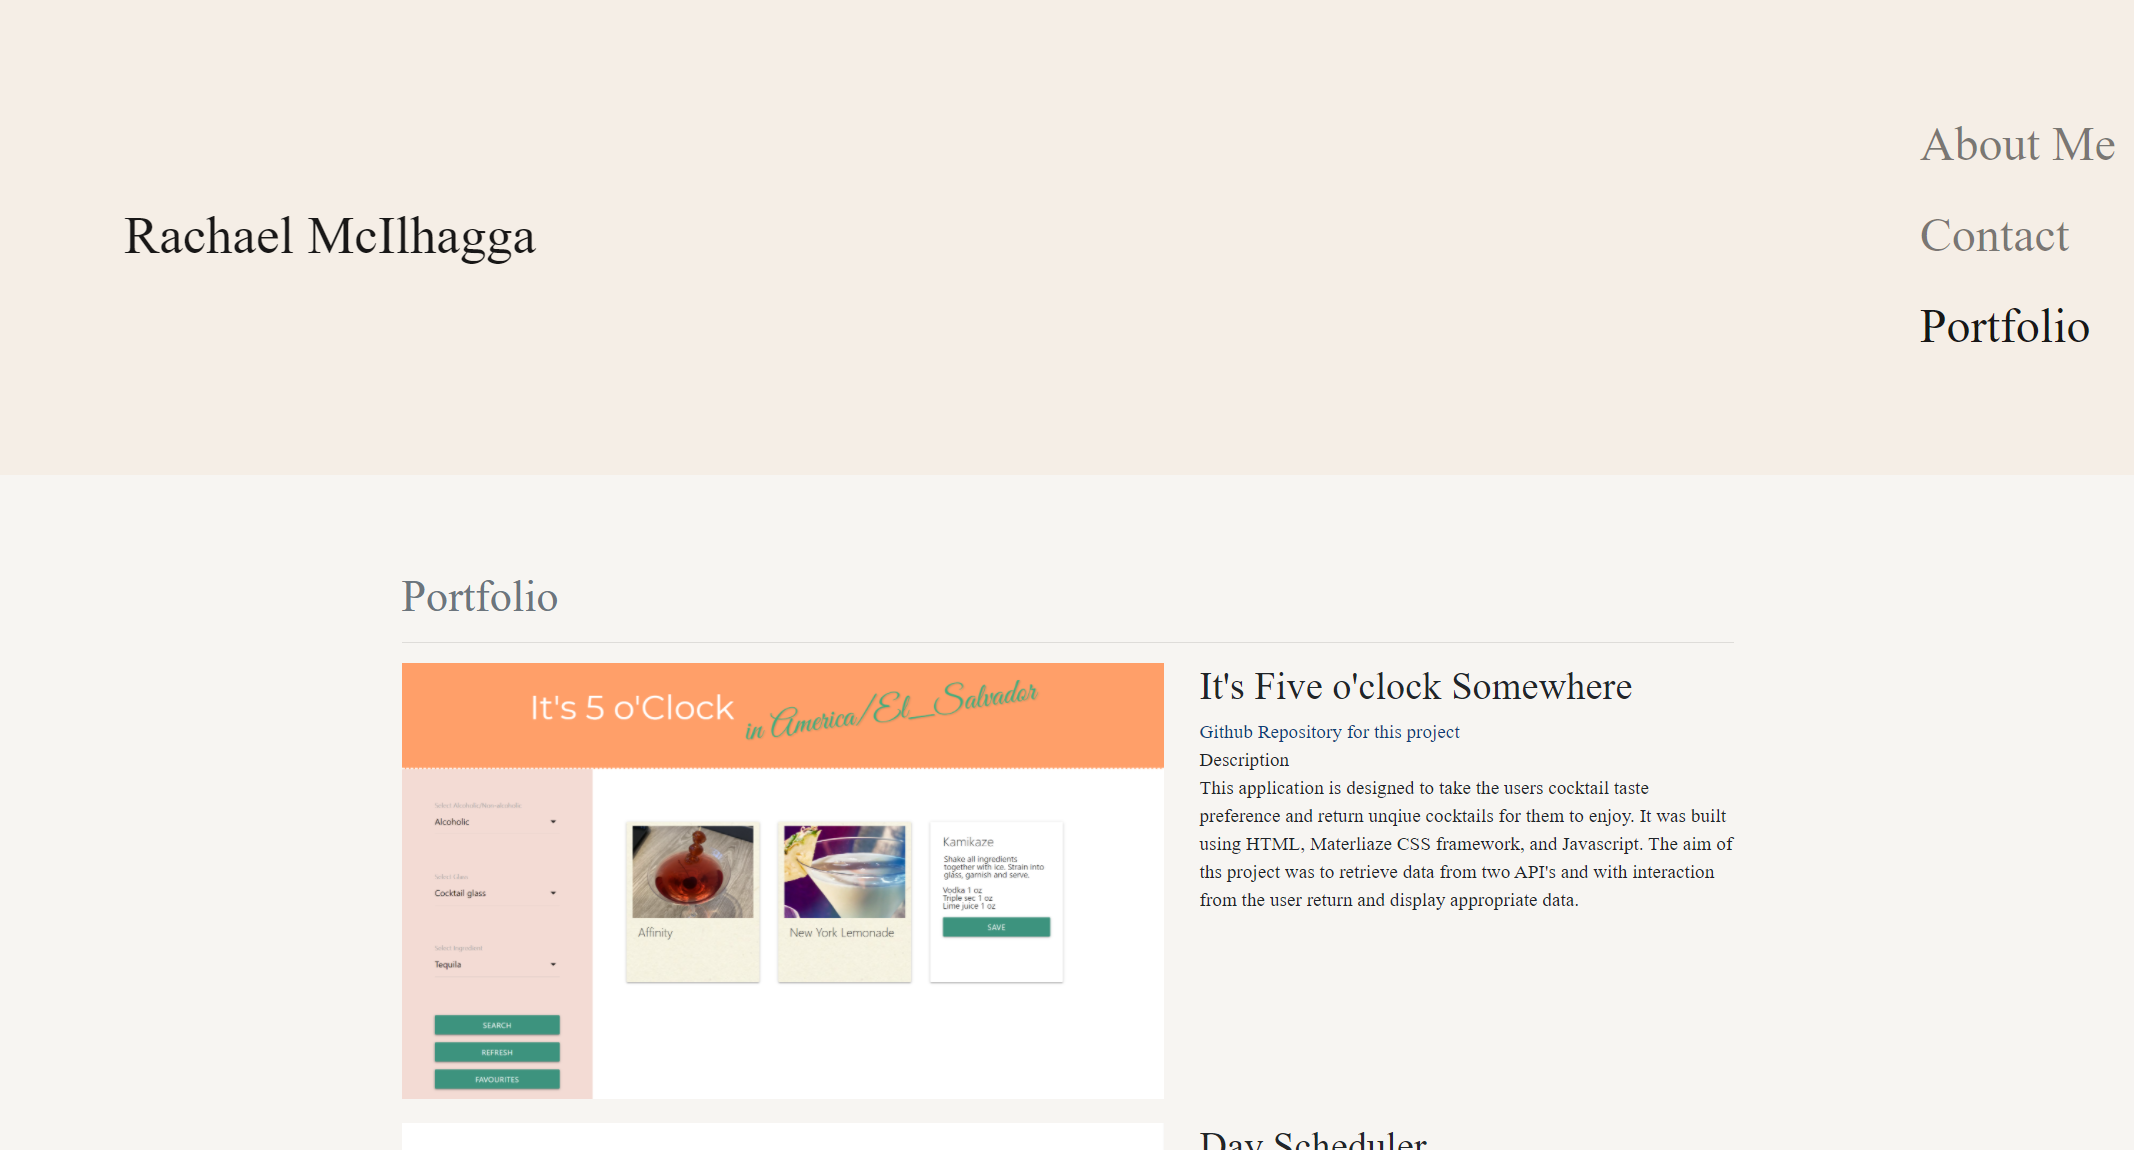 About Me
Rachael McIlhagga
Contact
Portfolio
Portfolio
It's 5 o'Clock
in America/El_Salvador
Select Alcoholic/Non-alcoholic
Alcoholic
Select Glass
Cocktail glass
Select Ingredient
Tequila
SEARCH
REFRESH
FAVOURITES
Affinity
New York Lemonade
Kamikaze
Shake all ingredients
together with ice. Strain into
glass, garnish and serve.
Vodka 1 oz
Triple sec 1 oz
Lime juice 1 oz
SAVE
It's Five o'clock Somewhere
Github Repository for this project
Description
This application is designed to take the users cocktail taste
preference and return unqiue cocktails for them to enjoy. It was built
using HTML, Materliaze CSS framework, and Javascript. The aim of
ths project was to retrieve data from two API's and with interaction
from the user return and display appropriate data.
Day Scheduler